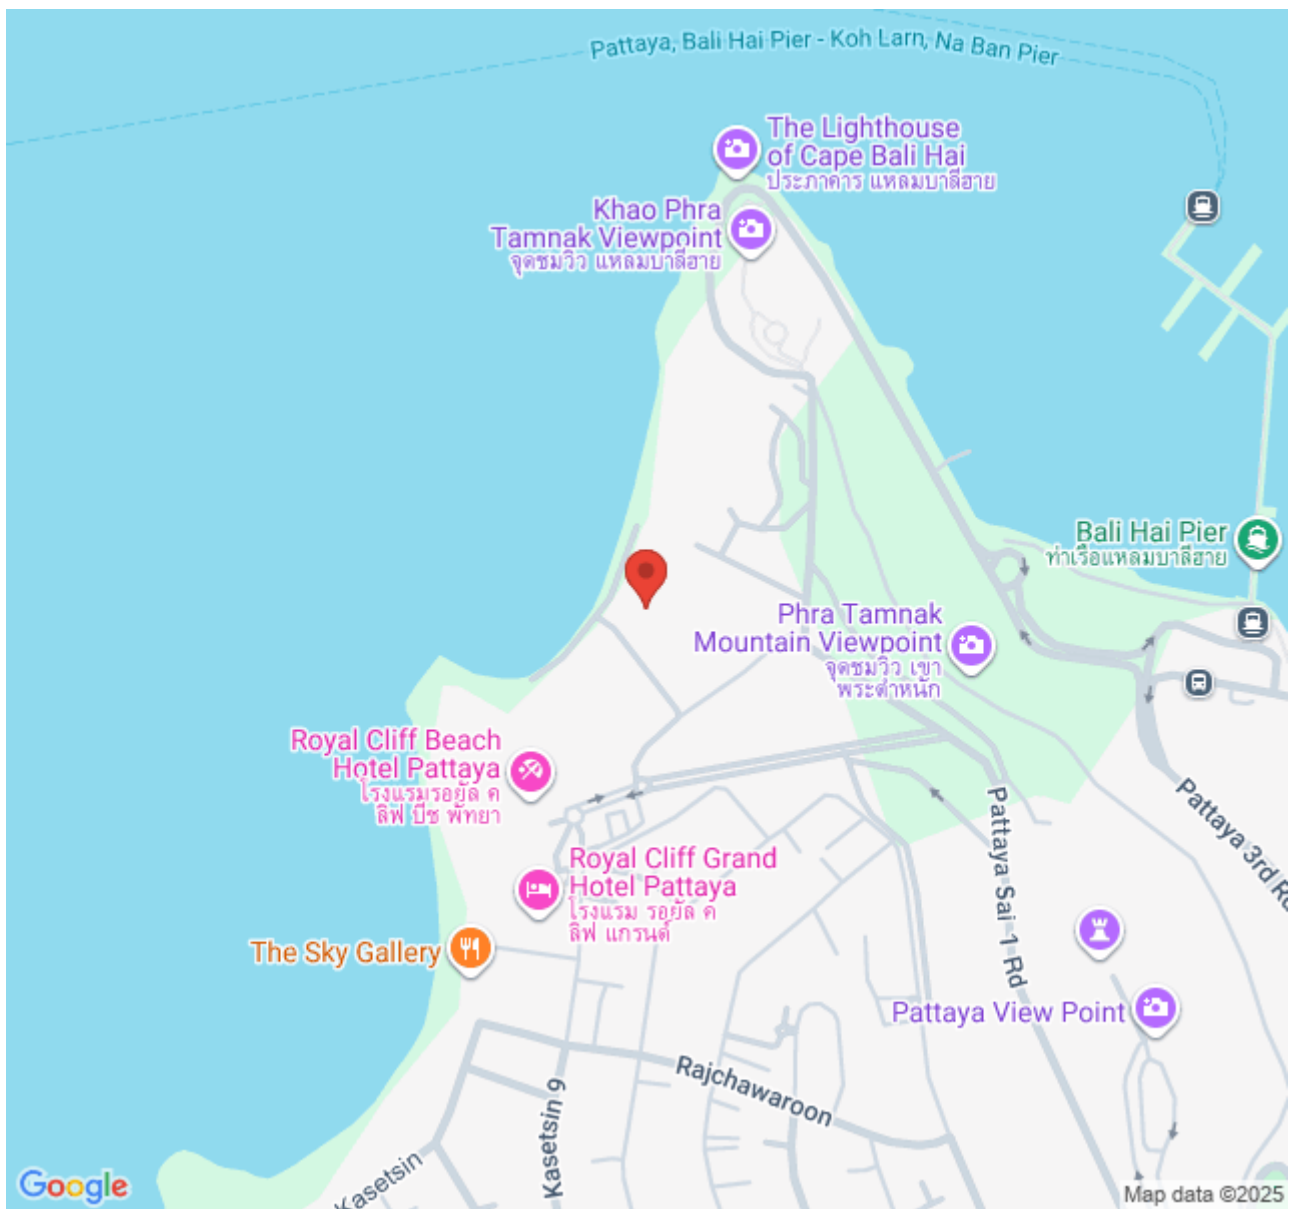 Pattaya, Bali Hai Pier - Koh Larn, Na Ban Pier
The Lighthouse
of Cape Bali Hai
ประภาคาร แหลมบาลีฮาย
Khao Phra
Tamnak Viewpoint
จุดชมวิว แหลมบาลีฮาย
Bali Hai Pier
ท่าเรือแหลมบาลีฮาย
Phra Tamnak
Mountain Viewpoint
จุดชมวิว เขา
พระตำหนัก
Royal Cliff Beach
Hotel Pattaya
โรงแรมรอยัล ค
ลิฟ บีช พัทยา
Pattaya Sai 1 Rd
Pattaya 3rd Rd
Royal Cliff Grand
Hotel Pattaya
โรงแรม รอยัล ค
ลิฟ แกรนด์
The Sky Gallery
Pattaya View Point
Rajchawaroon
Kasetsin 9
Kasetsin
Google
Map data ©2025